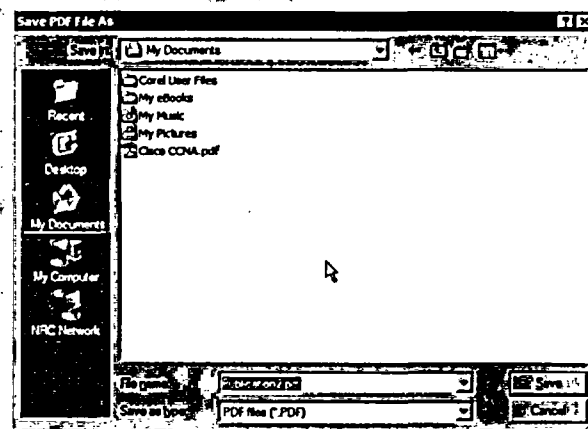 Save PDF File As
Save in:
My Documents
Corel User Files
My eBooks
My Music
My Pictures
Cisco CCNA.pdf
Recent
Desktop
My Documents
My Computer
NRC Network
File name:
Publication2.pdf
Save
Save as type:
PDF files (*.PDF)
Cancel